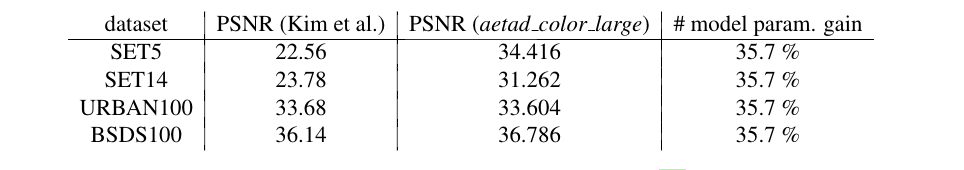 dataset PSNR (Kim et al.) PSNR (aetad_color_large) # model param. gain
SET5 22.56 34.416 35.7 %
SET14 23.78 31.262 35.7 %
URBAN100 33.68 33.604 35.7 %
BSDS100 36.14 36.786 35.7 %